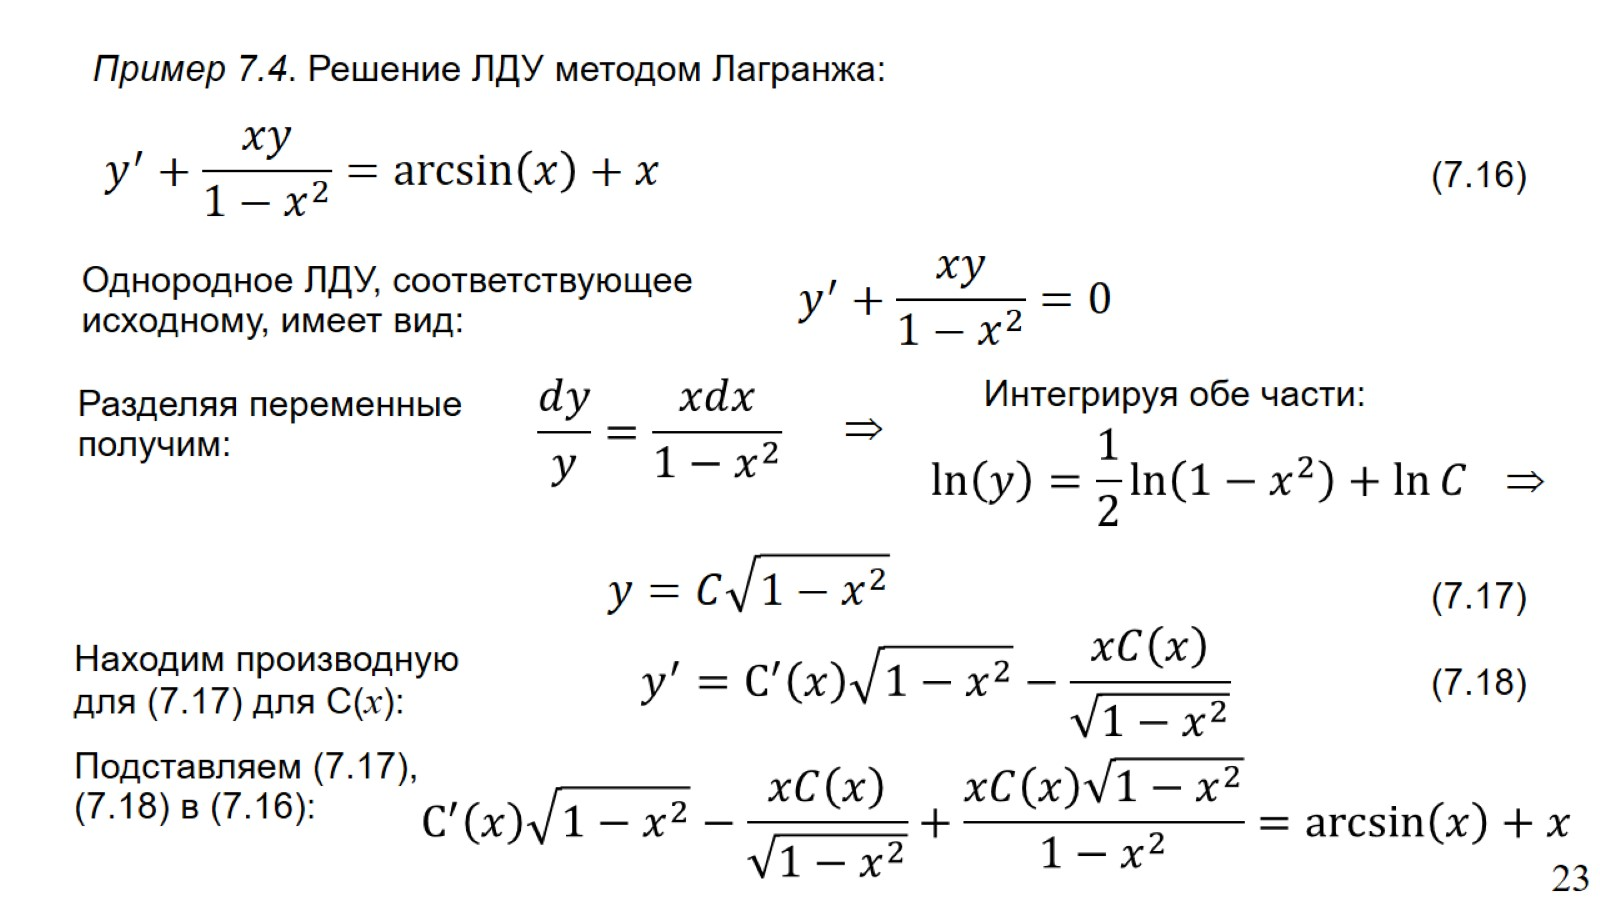 Пример 7.4. Решение ЛДУ методом Лагранжа:
y′ + xy/(1 − x²) = arcsin(x) + x (7.16)
Однородное ЛДУ, соответствующее
исходному, имеет вид:
y′ + xy/(1 − x²) = 0
Разделяя переменные
получим:
dy/y = xdx/(1 − x²) ⇒
Интегрируя обе части:
ln(y) = 1/2 ln(1 − x²) + ln C ⇒
y = C√(1 − x²) (7.17)
Находим производную
для (7.17) для C(x):
y′ = C′(x)√(1 − x²) − xC(x)/√(1 − x²) (7.18)
Подставляем (7.17),
(7.18) в (7.16):
C′(x)√(1 − x²) − xC(x)/√(1 − x²) + xC(x)√(1 − x²)/(1 − x²) = arcsin(x) + x
23